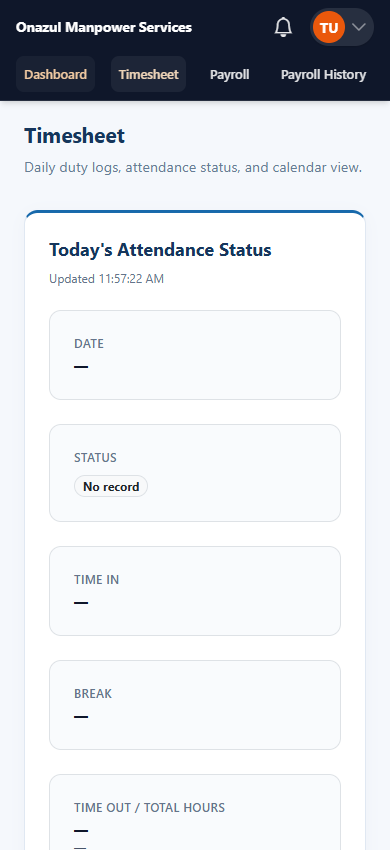 Onazul Manpower Services
TU
Dashboard Timesheet Payroll Payroll History
Timesheet
Daily duty logs, attendance status, and calendar view.
Today's Attendance Status
Updated 11:57:22 AM
DATE
—
STATUS
No record
TIME IN
—
BREAK
—
TIME OUT / TOTAL HOURS
—
—